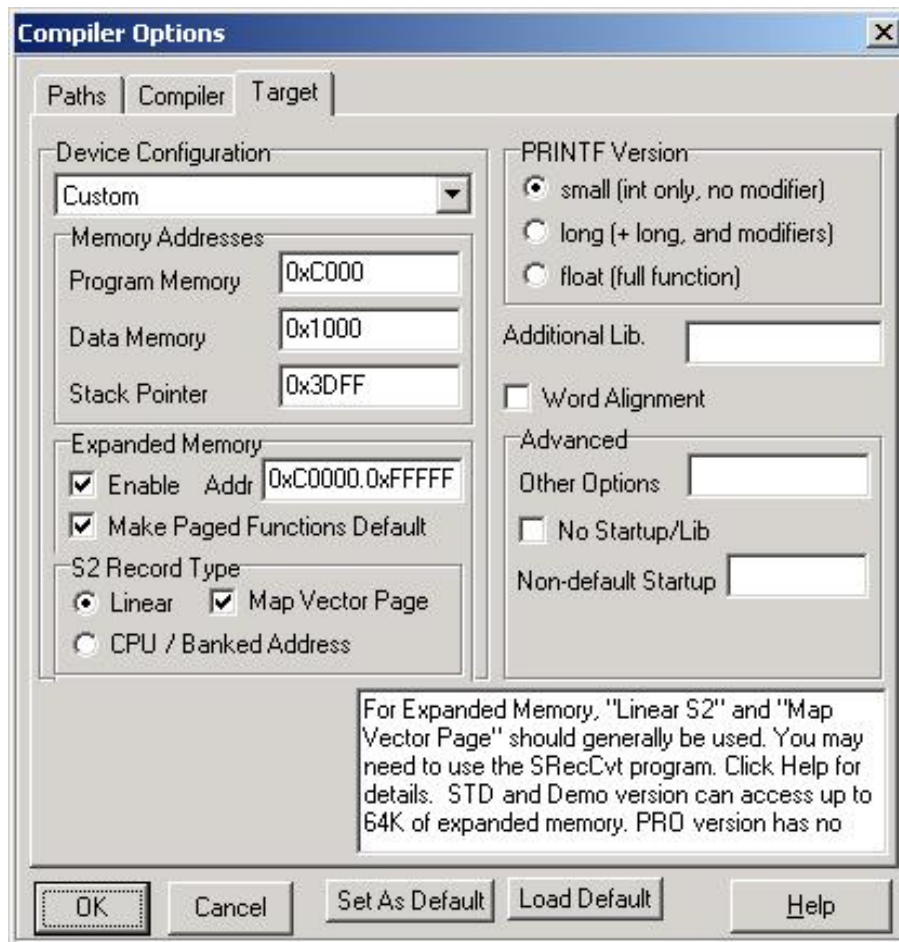 Compiler Options
Paths
Compiler
Target
Device Configuration
Custom
Memory Addresses
Program Memory
0xC000
Data Memory
0x1000
Stack Pointer
0x3DFF
Expanded Memory
Enable
Addr
0xC0000.0xFFFFF
Make Paged Functions Default
S2 Record Type
Linear
Map Vector Page
CPU / Banked Address
PRINTF Version
small (int only, no modifier)
long (+ long, and modifiers)
float (full function)
Additional Lib.
Word Alignment
Advanced
Other Options
No Startup/Lib
Non-default Startup
For Expanded Memory, "Linear S2" and "Map
Vector Page" should generally be used. You may
need to use the SRecCvt program. Click Help for
details.  STD and Demo version can access up to
64K of expanded memory. PRO version has no
OK
Cancel
Set As Default
Load Default
Help